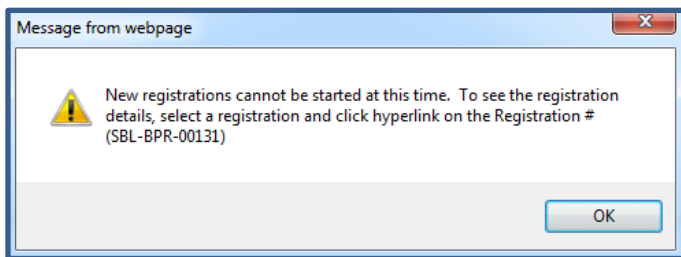 Message from webpage
New registrations cannot be started at this time. To see the registration
details, select a registration and click hyperlink on the Registration #
(SBL-BPR-00131)
OK